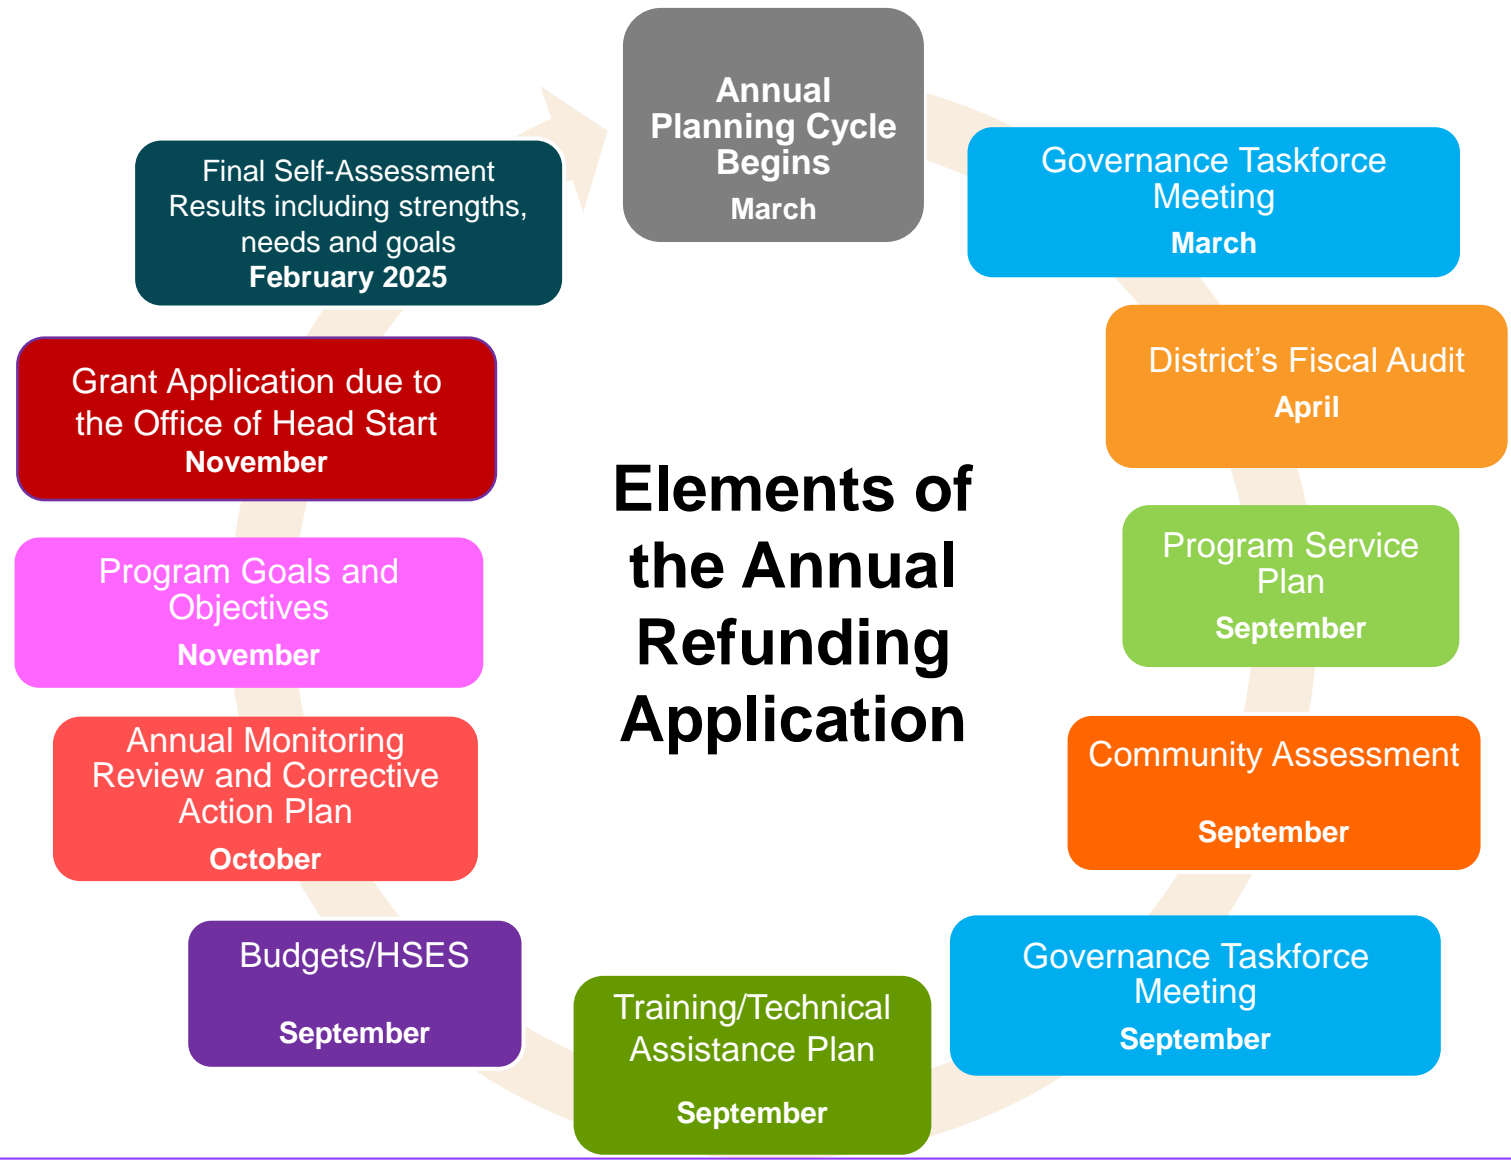 Annual
Planning Cycle
Begins
March
Governance Taskforce
Meeting
March
District's Fiscal Audit
April
Program Service
Plan
September
Community Assessment
September
Governance Taskforce
Meeting
September
Training/Technical
Assistance Plan
September
Budgets/HSES
September
Annual Monitoring
Review and Corrective
Action Plan
October
Program Goals and
Objectives
November
Grant Application due to
the Office of Head Start
November
Final Self-Assessment
Results including strengths,
needs and goals
February 2025
Elements of
the Annual
Refunding
Application